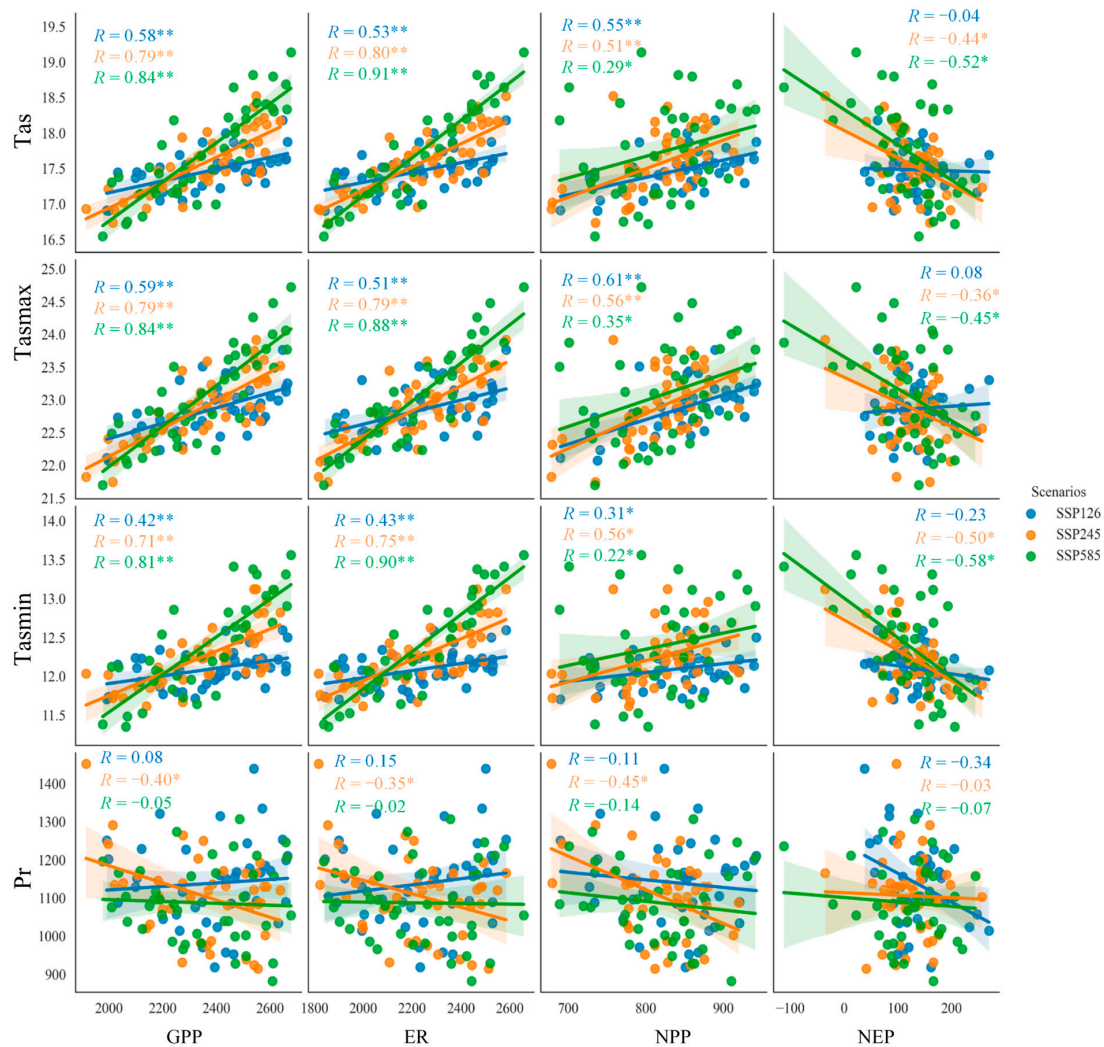 19.5
R = 0.58**
R = 0.53**
R = 0.55**
R = −0.04
R = 0.79**
R = 0.80**
R = 0.51**
R = −0.44*
19.0
R = 0.84**
R = 0.91**
R = 0.29*
R = −0.52*
18.5
Tas
18.0
17.5
17.0
16.5
25.0
R = 0.59**
R = 0.51**
R = 0.61**
R = 0.08
24.5
R = 0.79**
R = 0.79**
R = 0.56**
R = −0.36*
R = 0.84**
R = 0.88**
R = 0.35*
R = −0.45*
24.0
Tasmax
23.5
23.0
22.5
22.0
21.5
Scenarios
SSP126
SSP245
SSP585
14.0
R = 0.42**
R = 0.43**
R = 0.31*
R = −0.23
R = 0.71**
R = 0.75**
R = 0.56*
R = −0.50*
13.5
R = 0.81**
R = 0.90**
R = 0.22*
R = −0.58*
13.0
Tasmin
12.5
12.0
11.5
R = 0.08
R = 0.15
R = −0.11
R = −0.34
1400
R = −0.40*
R = −0.35*
R = −0.45*
R = −0.03
R = −0.05
R = −0.02
R = −0.14
R = −0.07
1300
1200
Pr
1100
1000
900
2000 2200 2400 2600
1800 2000 2200 2400 2600
700 800 900
−100 0 100 200
GPP
ER
NPP
NEP